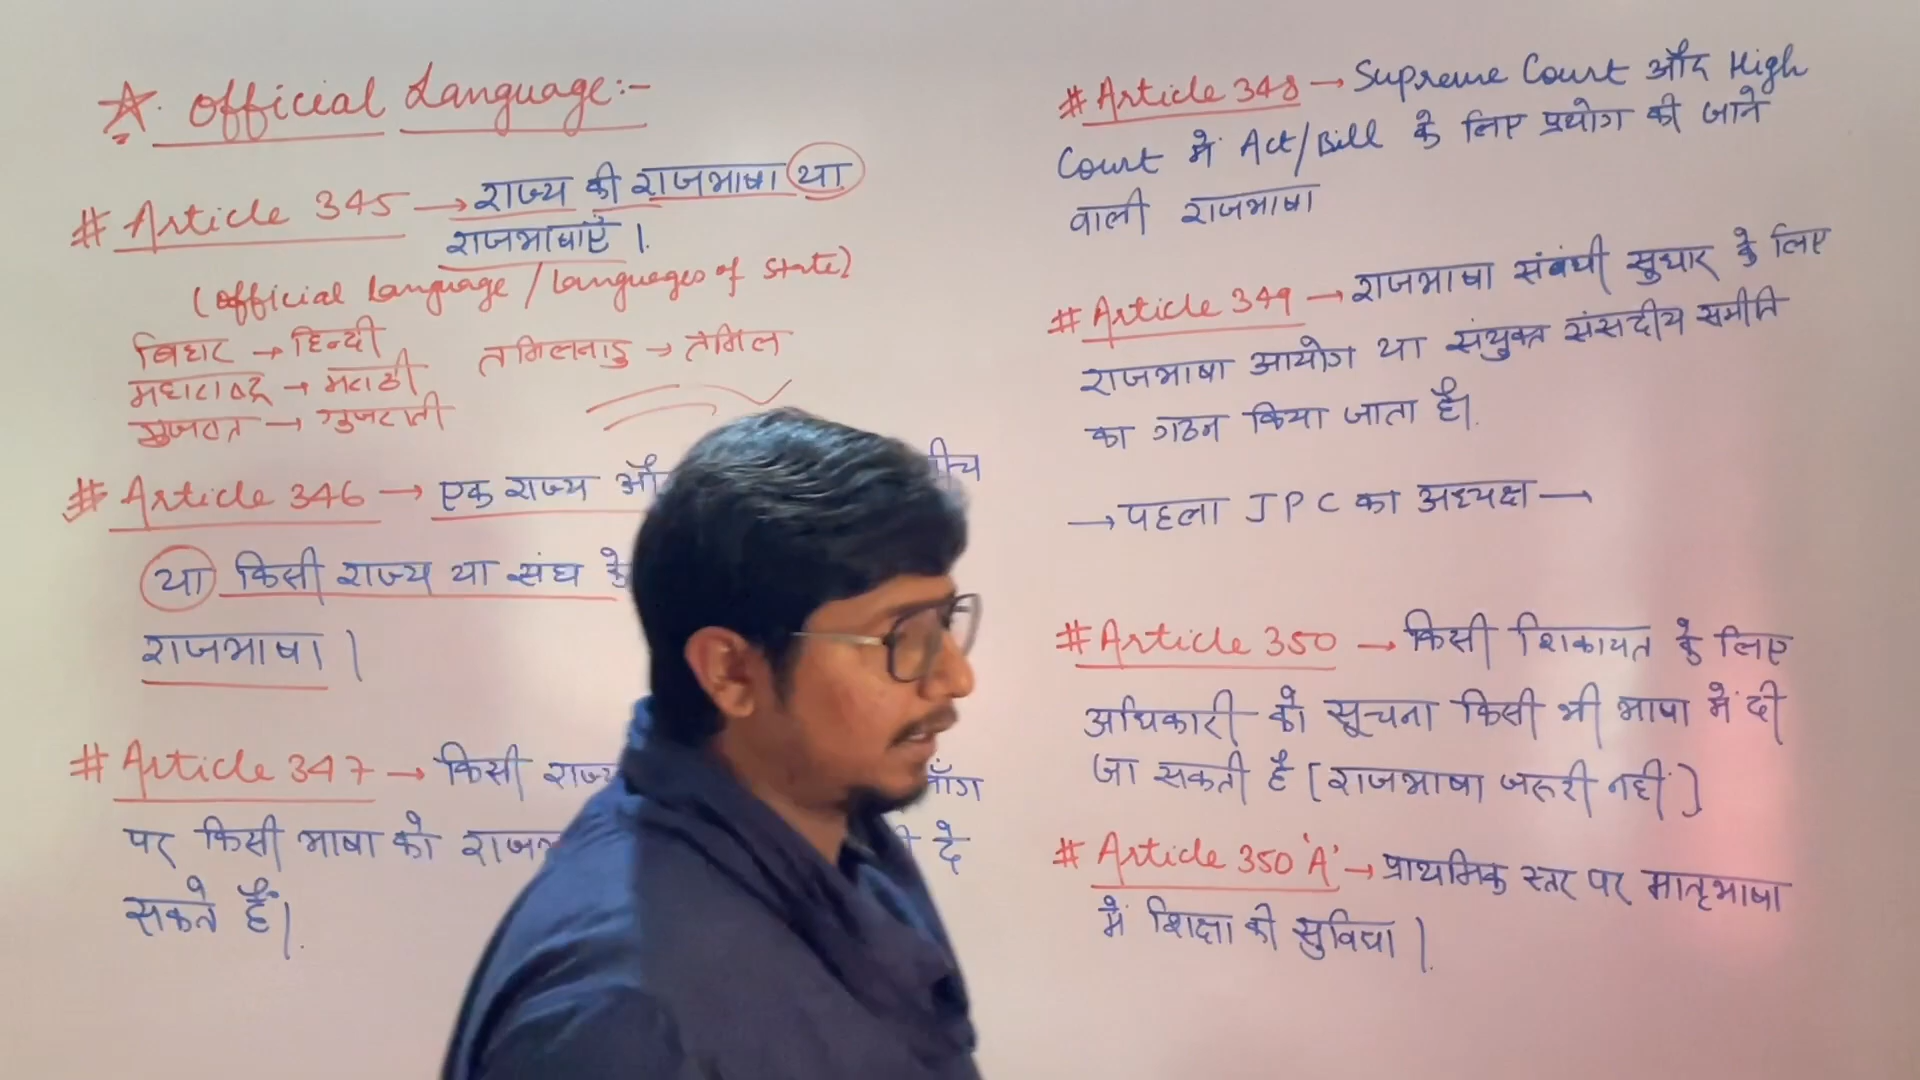 ☆. Official Language:-
# Article 345 → राज्य की राजभाषा या
राजभाषाएँ।
(Official Language / Languages of State)
बिहार → हिन्दी
तमिलनाडु → तमिल
महाराष्ट्र → मराठी
गुजरात → गुजराती
# Article 346 → एक राज्य
या किसी राज्य या संघ के
राजभाषा।
# Article 347 → किसी राज्य
पर किसी भाषा को दे
सकते हैं।
# Article 348 → Supreme Court और High
Court में Act/Bill के लिए प्रयोग की जाने
वाली राजभाषा
# Article 349 → राजभाषा संबंधी सुधार के लिए
राजभाषा आयोग या संयुक्त संसदीय समीति
का गठन किया जाता है।
→ पहला JPC का अध्यक्ष →
# Article 350 → किसी शिकायत के लिए
अधिकारी को सूचना किसी भी भाषा में दी
जा सकती है [राजभाषा जरूरी नहीं]
# Article 350 'A' → प्राथमिक स्तर पर मातृभाषा
में शिक्षा की सुविधा।